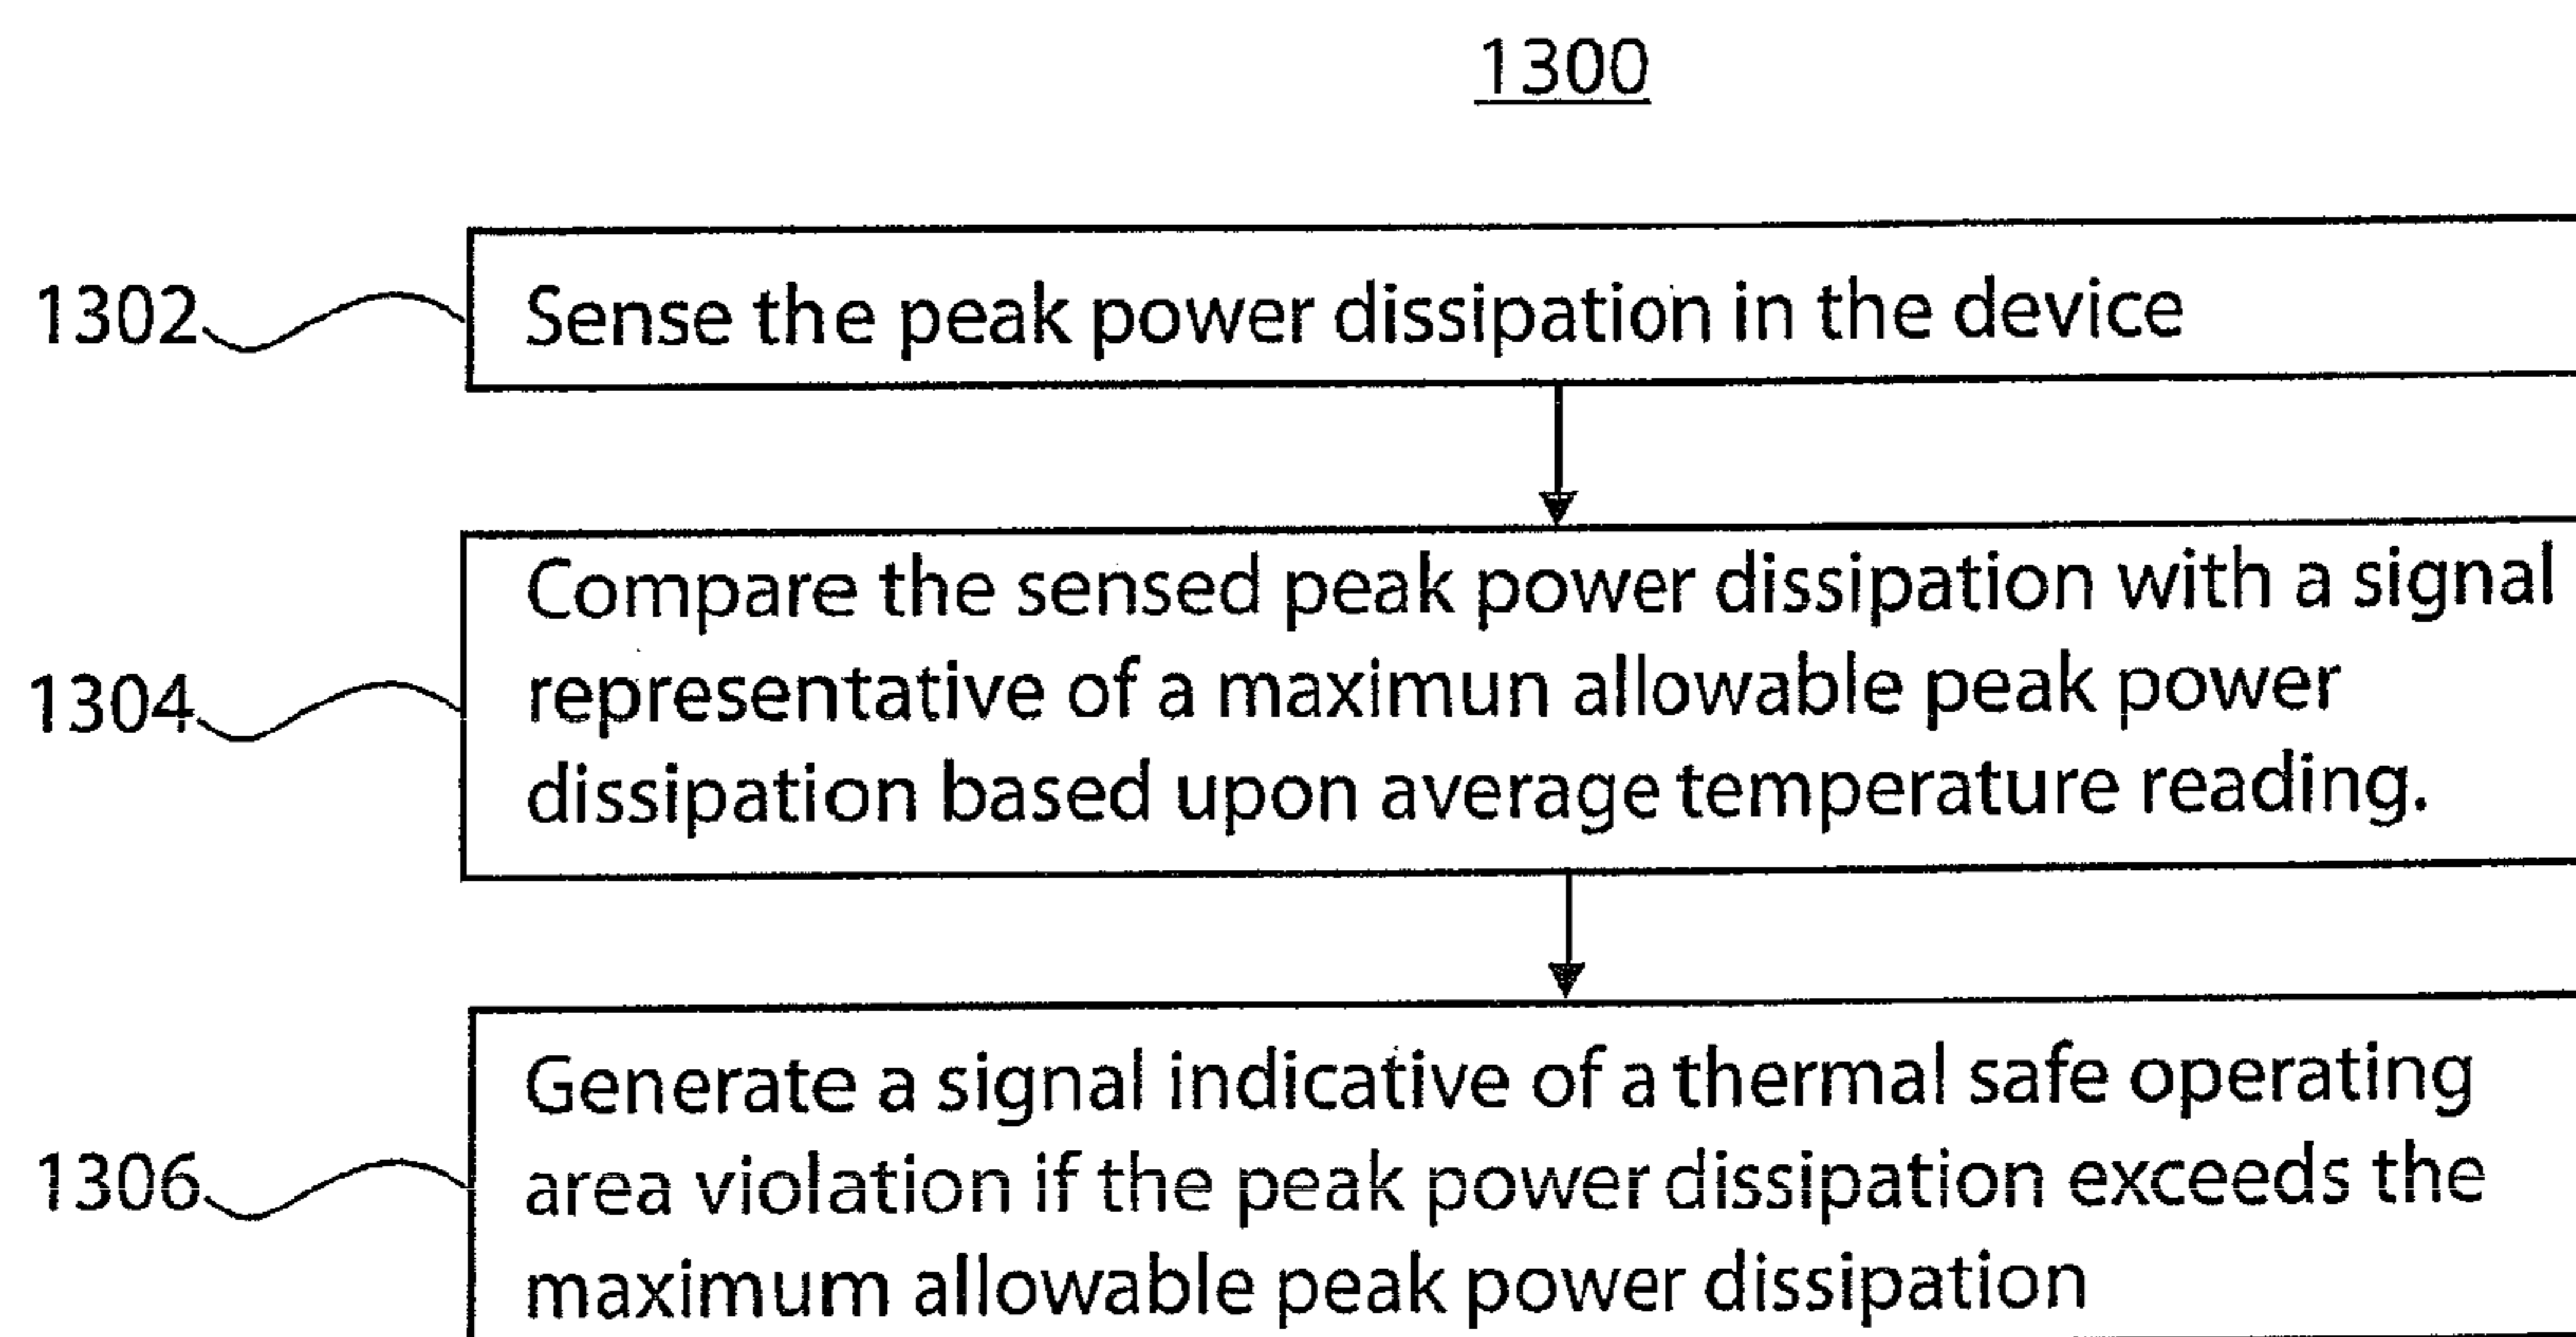 1300
1302
Sense the peak power dissipation in the device
Compare the sensed peak power dissipation with a signal
representative of a maximun allowable peak power
1304
dissipation based upon average temperature reading.
Generate a signal indicative of a thermal safe operating
1306
area violation if the peak power dissipation exceeds the
maximum allowable peak power dissipation